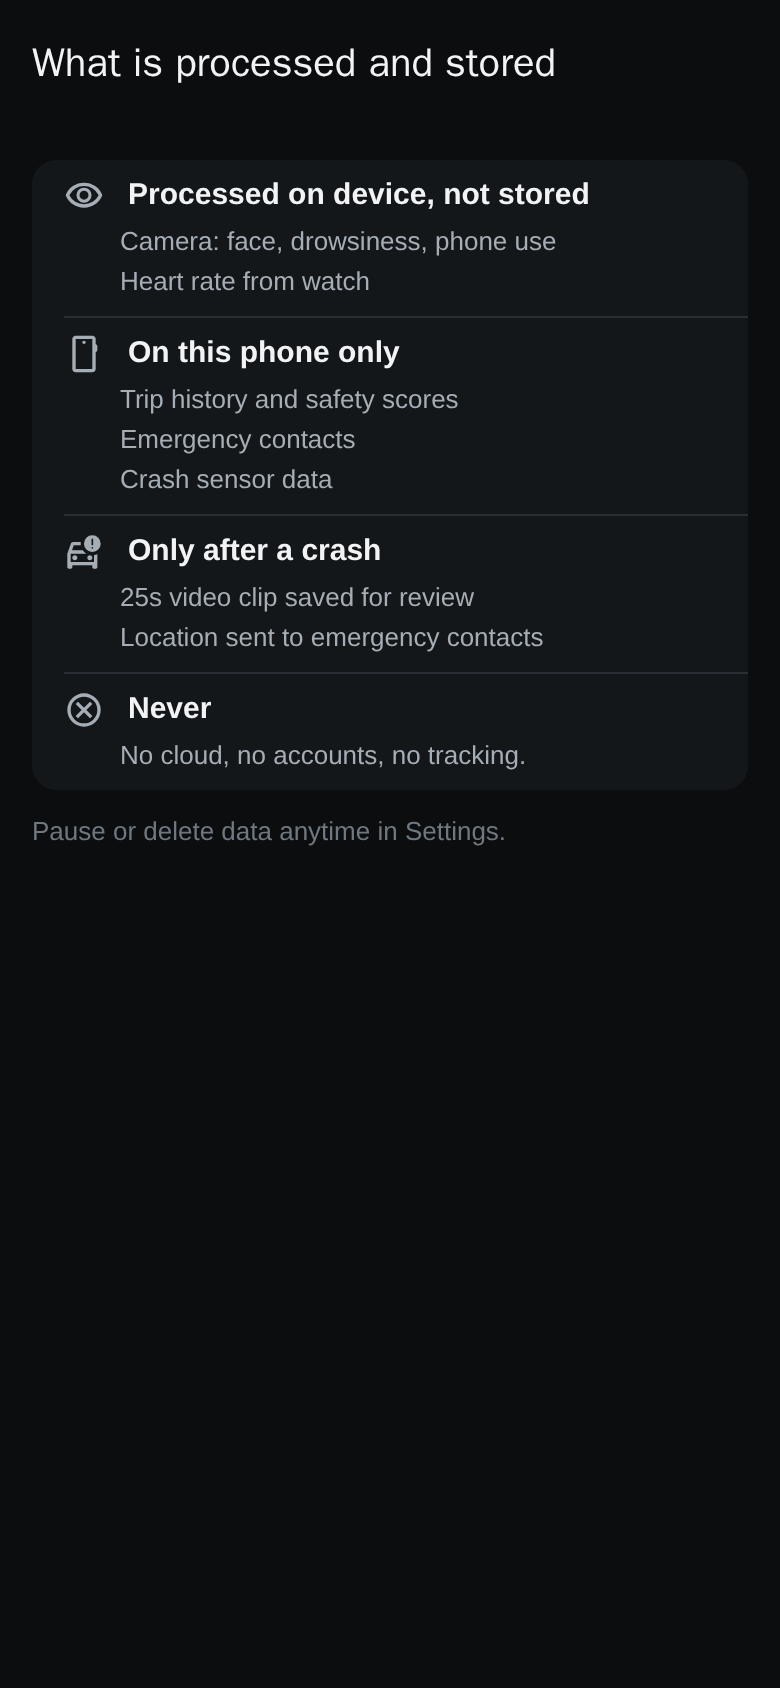 What is processed and stored
Processed on device, not stored
Camera: face, drowsiness, phone use
Heart rate from watch
On this phone only
Trip history and safety scores
Emergency contacts
Crash sensor data
Only after a crash
25s video clip saved for review
Location sent to emergency contacts
Never
No cloud, no accounts, no tracking.
Pause or delete data anytime in Settings.